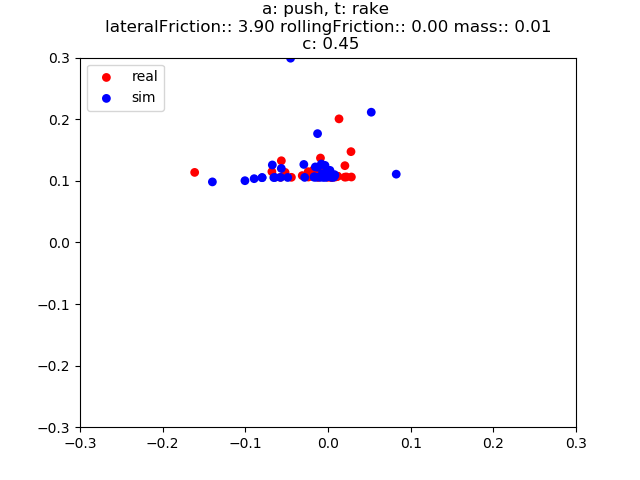 a: push, t: rake
lateralFriction:: 3.90 rollingFriction:: 0.00 mass:: 0.01
c: 0.45
real
sim
0.3
0.2
0.1
0.0
−0.1
−0.2
−0.3
−0.3
−0.2
−0.1
0.0
0.1
0.2
0.3